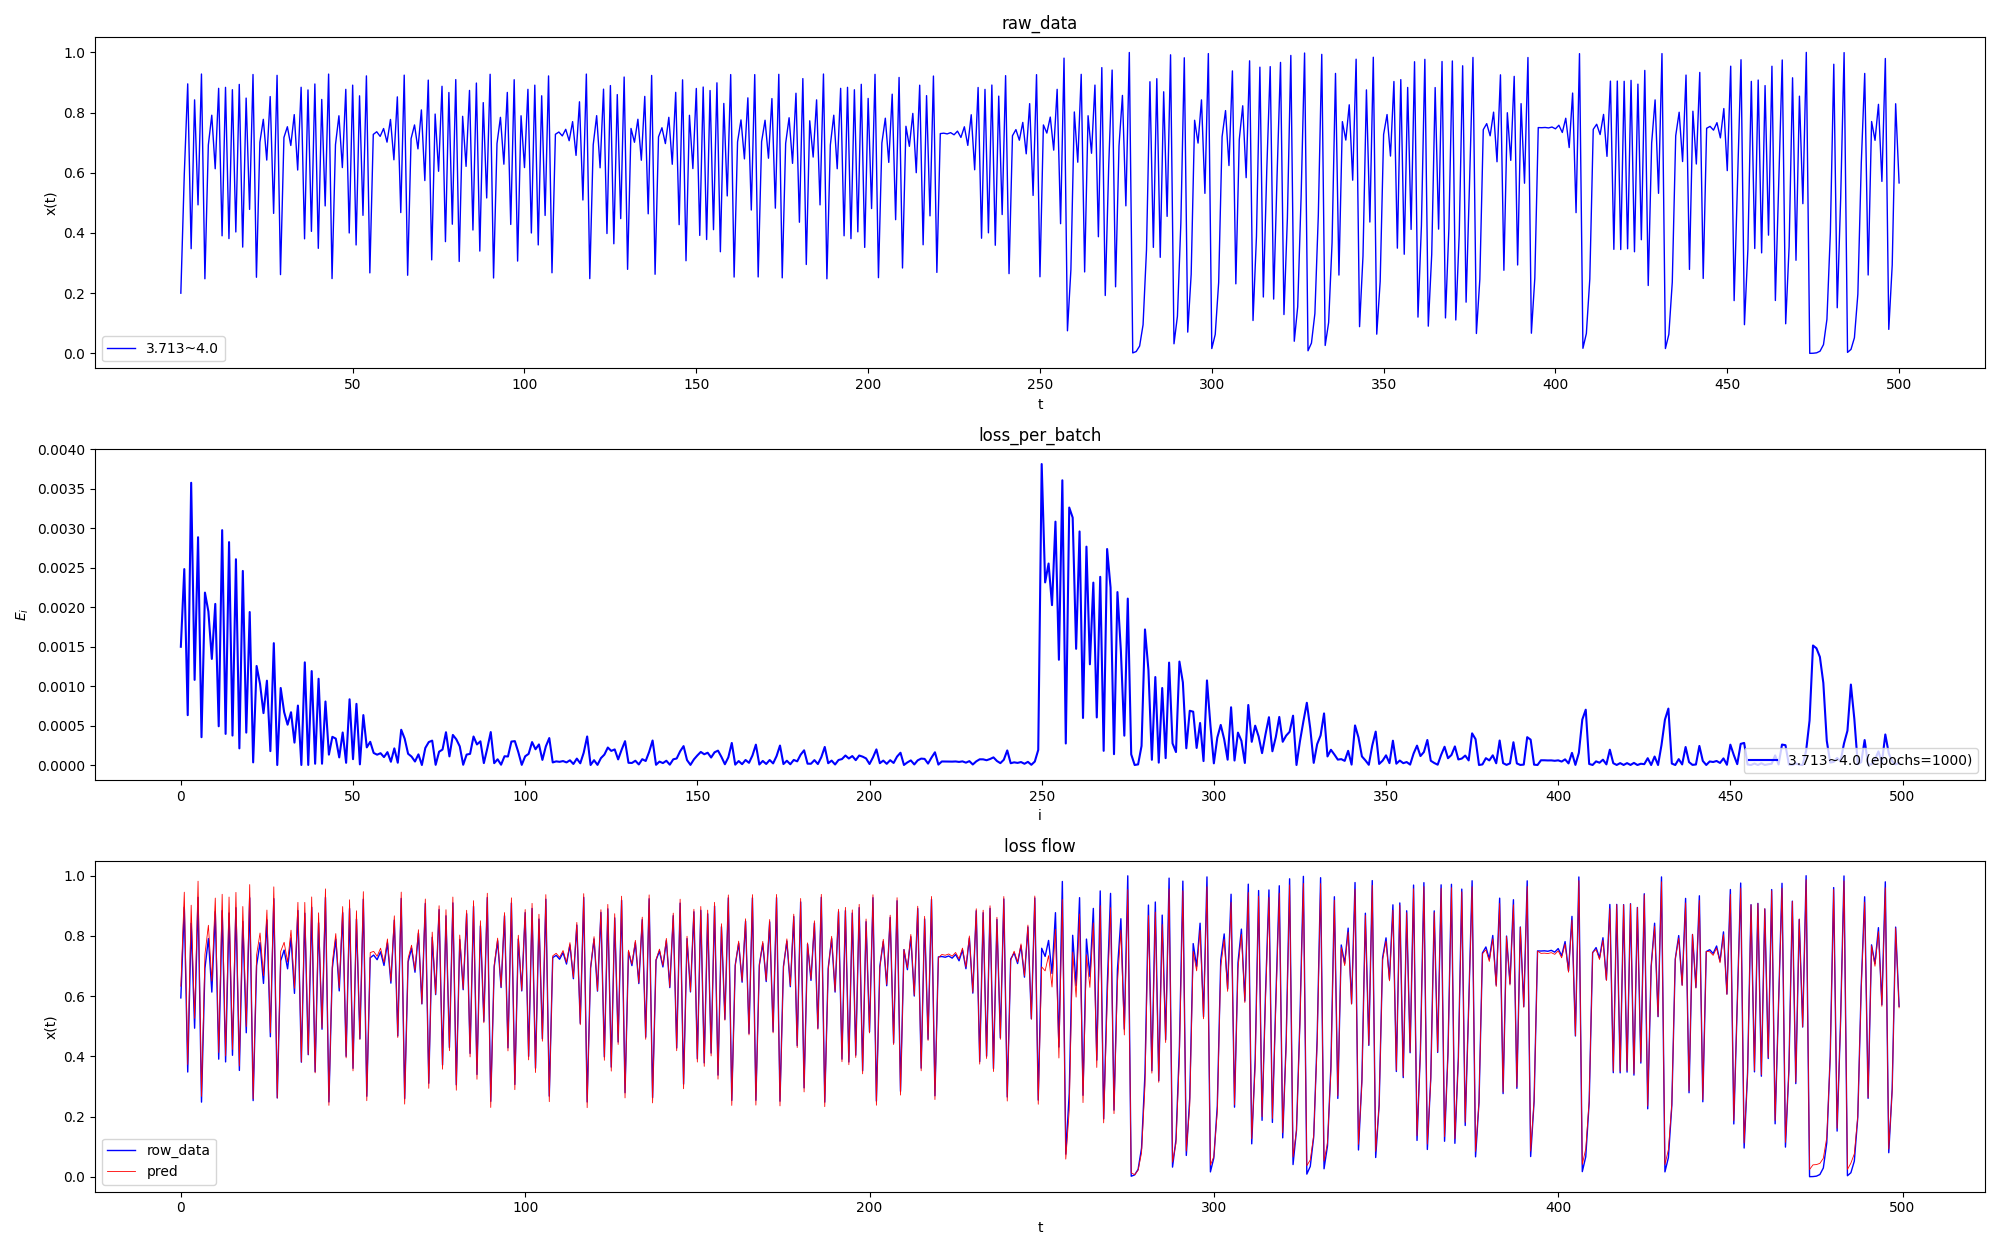 raw_data
1.0
0.8
0.6
0.4
0.2
0.0
x(t)
3.713~4.0
50 100 150 200 250 300 350 400 450 500
t
loss_per_batch
0.0040
0.0035
0.0030
0.0025
0.0020
0.0015
0.0010
0.0005
0.0000
E_i
3.713~4.0 (epochs=1000)
0 50 100 150 200 250 300 350 400 450 500
i
loss flow
1.0
0.8
0.6
0.4
0.2
0.0
x(t)
row_data
pred
0 100 200 300 400 500
t